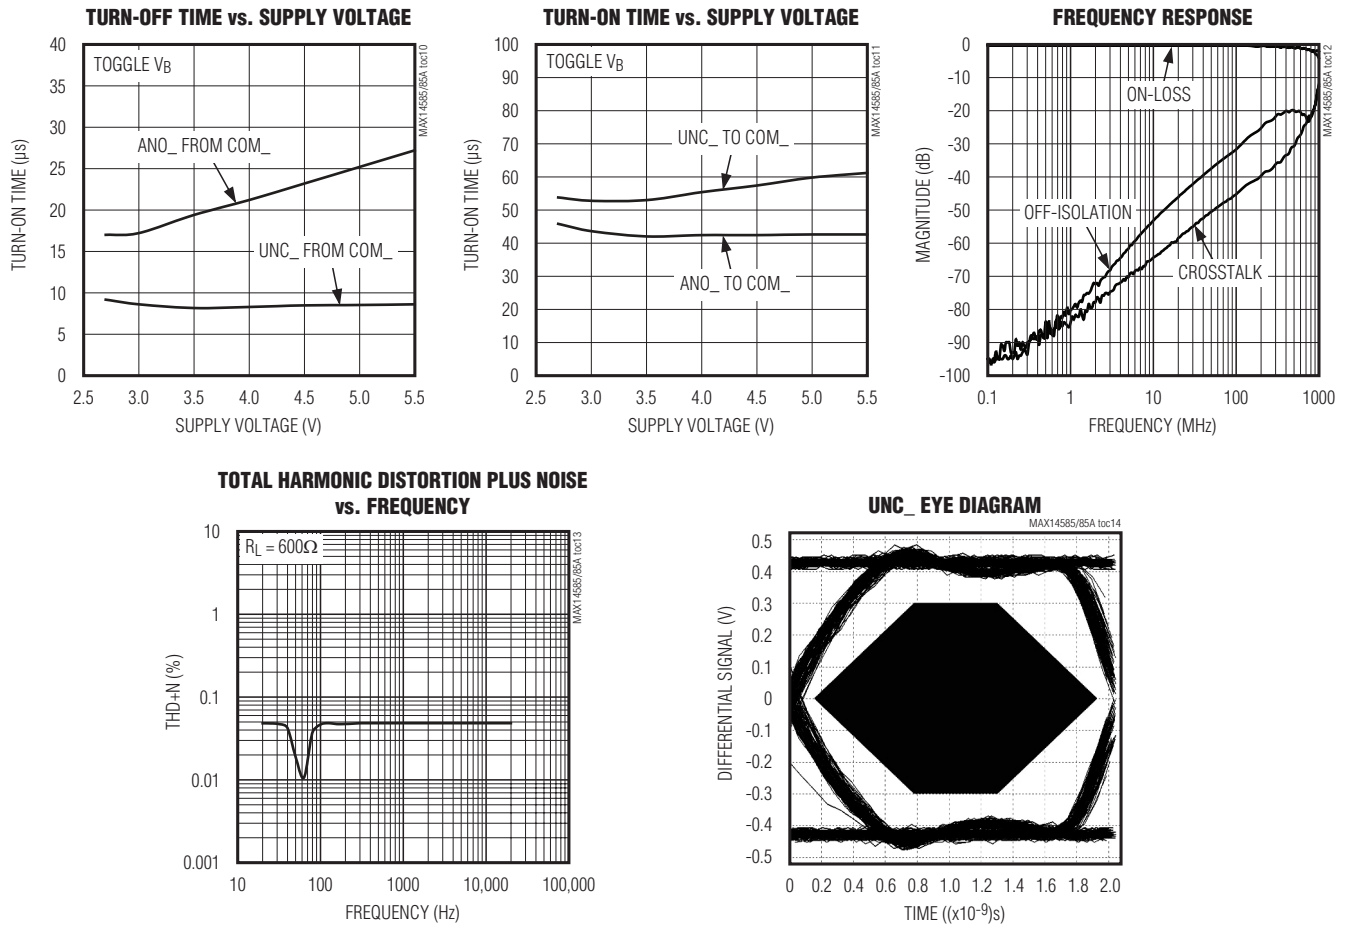 TURN-OFF TIME vs. SUPPLY VOLTAGE
MAX14585/85A toc10
TOGGLE VB
ANO_ FROM COM_
UNC_ FROM COM_
TURN-ON TIME (µs)
40
35
30
25
20
15
10
5
0
2.5 3.0 3.5 4.0 4.5 5.0 5.5
SUPPLY VOLTAGE (V)
TURN-ON TIME vs. SUPPLY VOLTAGE
MAX14585/85A toc11
TOGGLE VB
UNC_ TO COM_
ANO_ TO COM_
TURN-ON TIME (µs)
100
90
80
70
60
50
40
30
20
10
0
2.5 3.0 3.5 4.0 4.5 5.0 5.5
SUPPLY VOLTAGE (V)
FREQUENCY RESPONSE
MAX14585/85A toc12
ON-LOSS
OFF-ISOLATION
CROSSTALK
MAGNITUDE (dB)
0
-10
-20
-30
-40
-50
-60
-70
-80
-90
-100
0.1 1 10 100 1000
FREQUENCY (MHz)
TOTAL HARMONIC DISTORTION PLUS NOISE
vs. FREQUENCY
MAX14585/85A toc13
RL = 600Ω
THD+N (%)
10
1
0.1
0.01
0.001
10 100 1000 10,000 100,000
FREQUENCY (Hz)
UNC_ EYE DIAGRAM
MAX14585/85A toc14
DIFFERENTIAL SIGNAL (V)
0.5
0.4
0.3
0.2
0.1
0
-0.1
-0.2
-0.3
-0.4
-0.5
0 0.2 0.4 0.6 0.8 1.0 1.2 1.4 1.6 1.8 2.0
TIME ((x10-9)s)